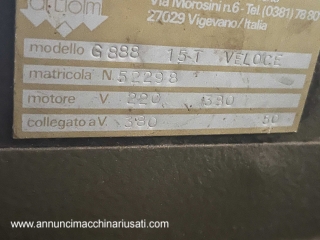 Via Morosini n.6 - Tel. (0381) 78 80
27029 Vigevano / Italia
modello G 888 15T VELOCE
matricola N 52298
motore V 220 380
collegato a V 380 50
www.annuncimacchinariusati.com